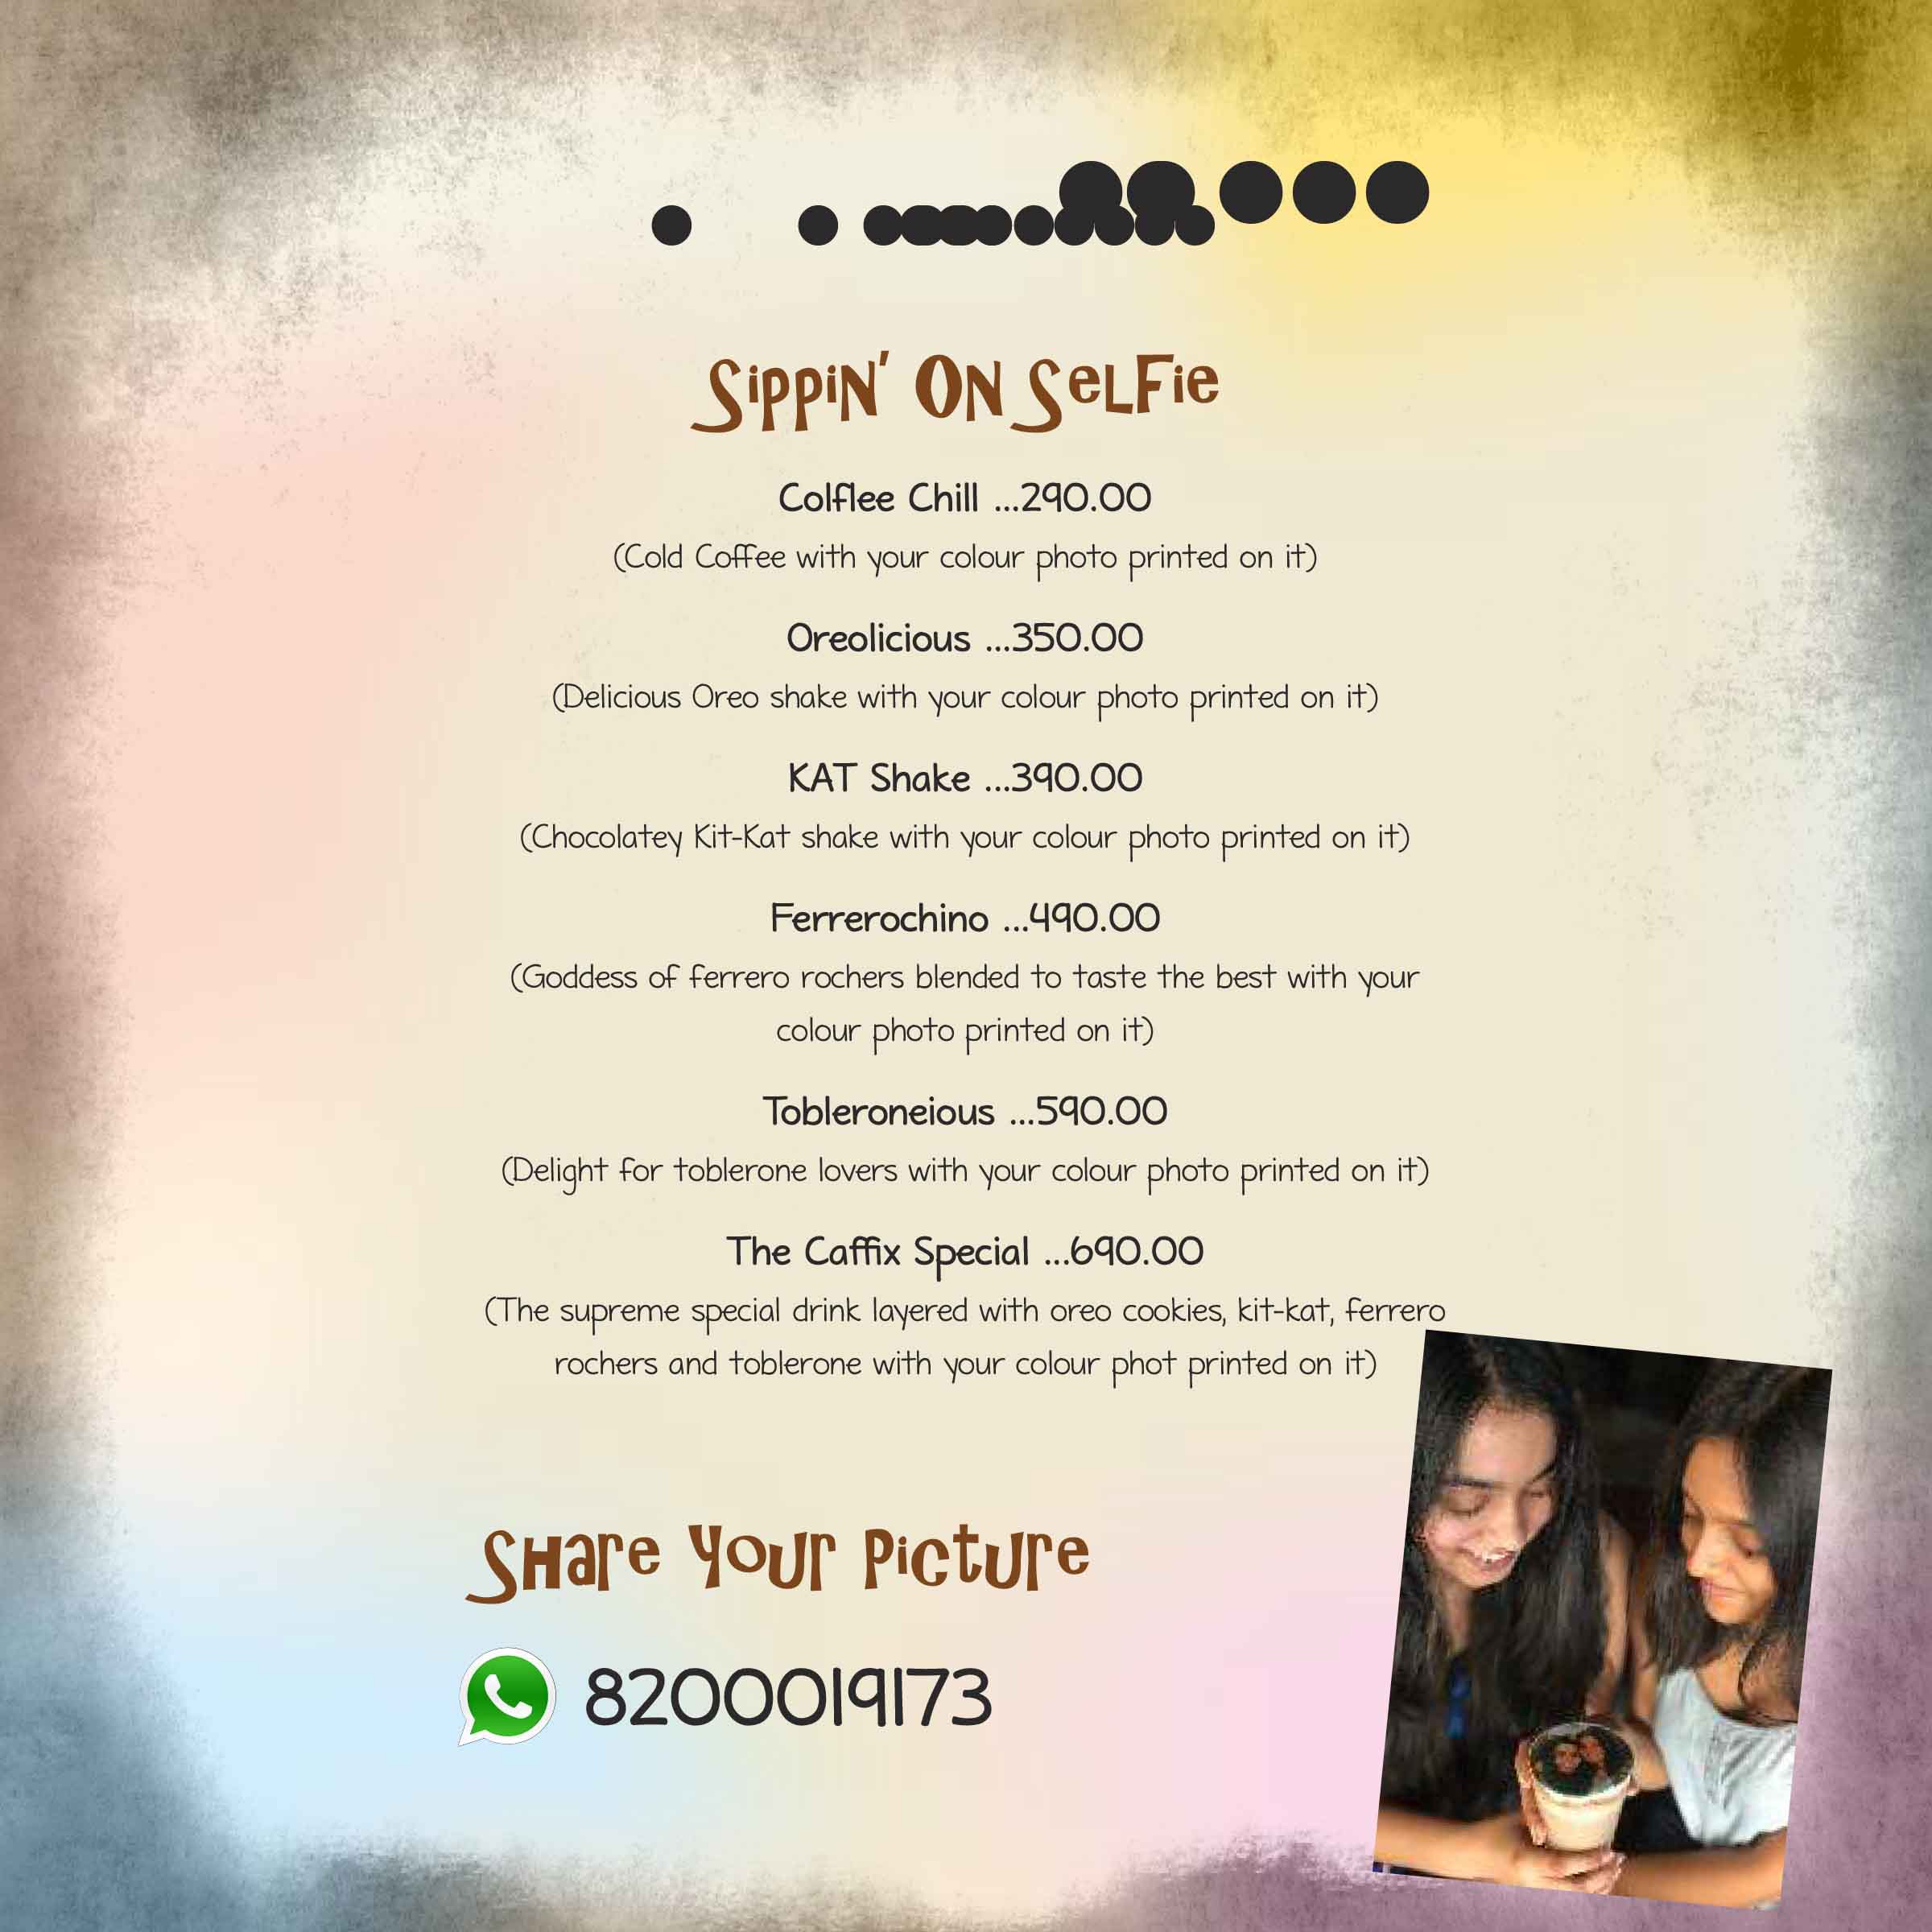 Sippin' On Selfie
Colflee Chill ...290.00
(Cold Coffee with your colour photo printed on it)
Oreolicious ...350.00
(Delicious Oreo shake with your colour photo printed on it)
KAT Shake ...390.00
(Chocolatey Kit-Kat shake with your colour photo printed on it)
Ferrerochino ...490.00
(Goddess of ferrero rochers blended to taste the best with your
colour photo printed on it)
Tobleroneious ...590.00
(Delight for toblerone lovers with your colour photo printed on it)
The Caffix Special ...690.00
(The supreme special drink layered with oreo cookies, kit-kat, ferrero
rochers and toblerone with your colour phot printed on it)
Share Your Picture
8200019173